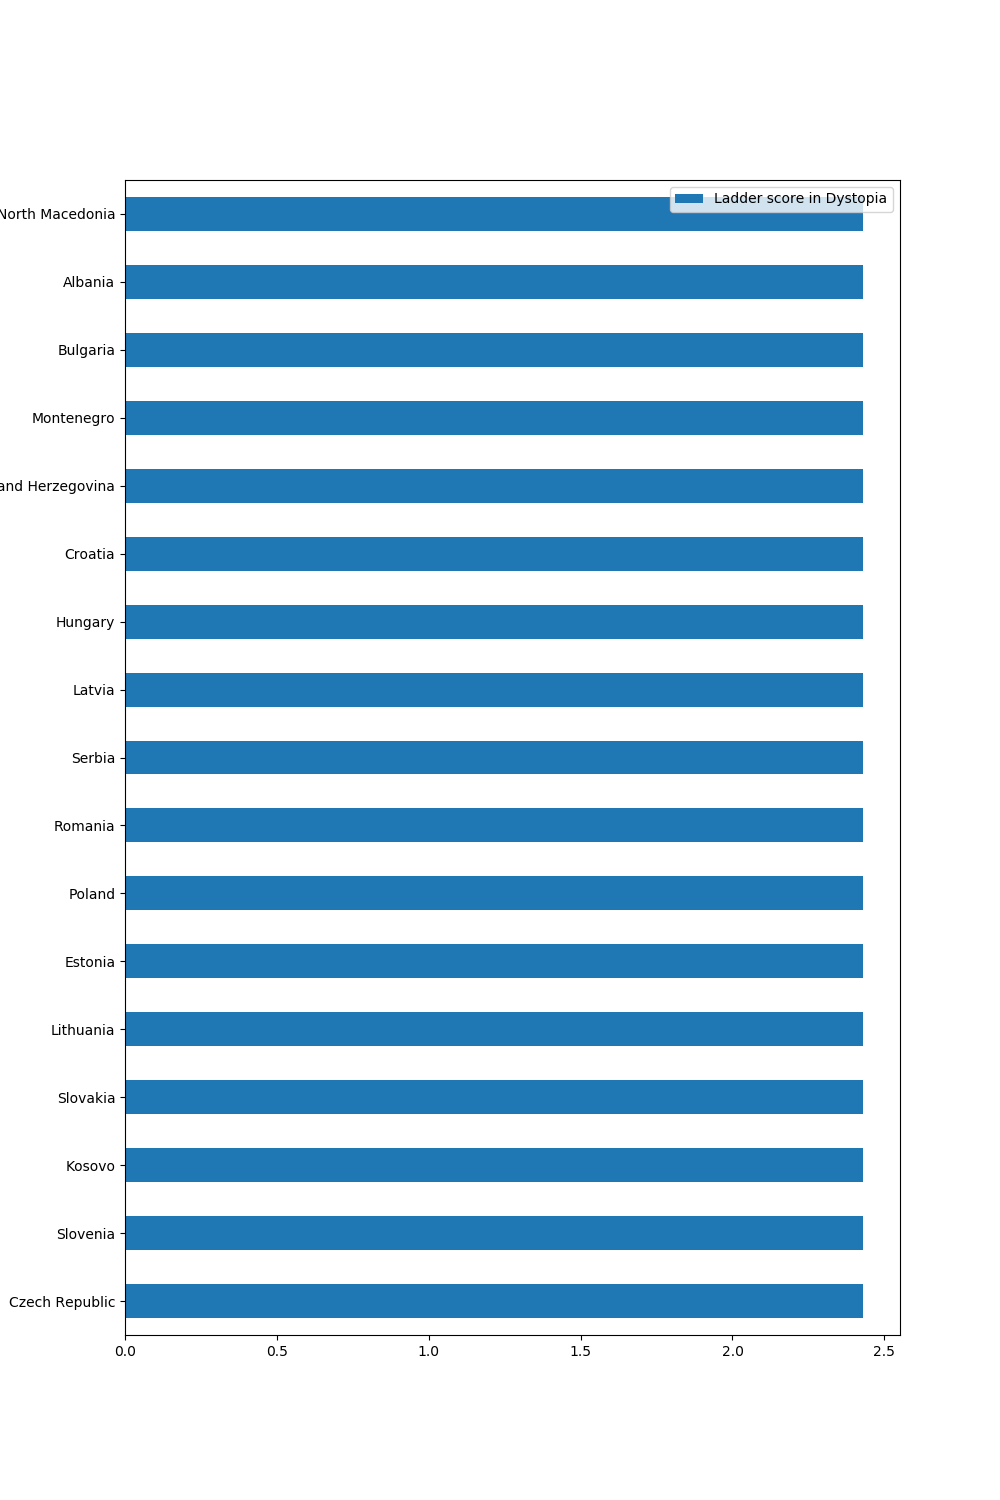 Ladder score in Dystopia
North Macedonia
Albania
Bulgaria
Montenegro
and Herzegovina
Croatia
Hungary
Latvia
Serbia
Romania
Poland
Estonia
Lithuania
Slovakia
Kosovo
Slovenia
Czech Republic
0.0 0.5 1.0 1.5 2.0 2.5